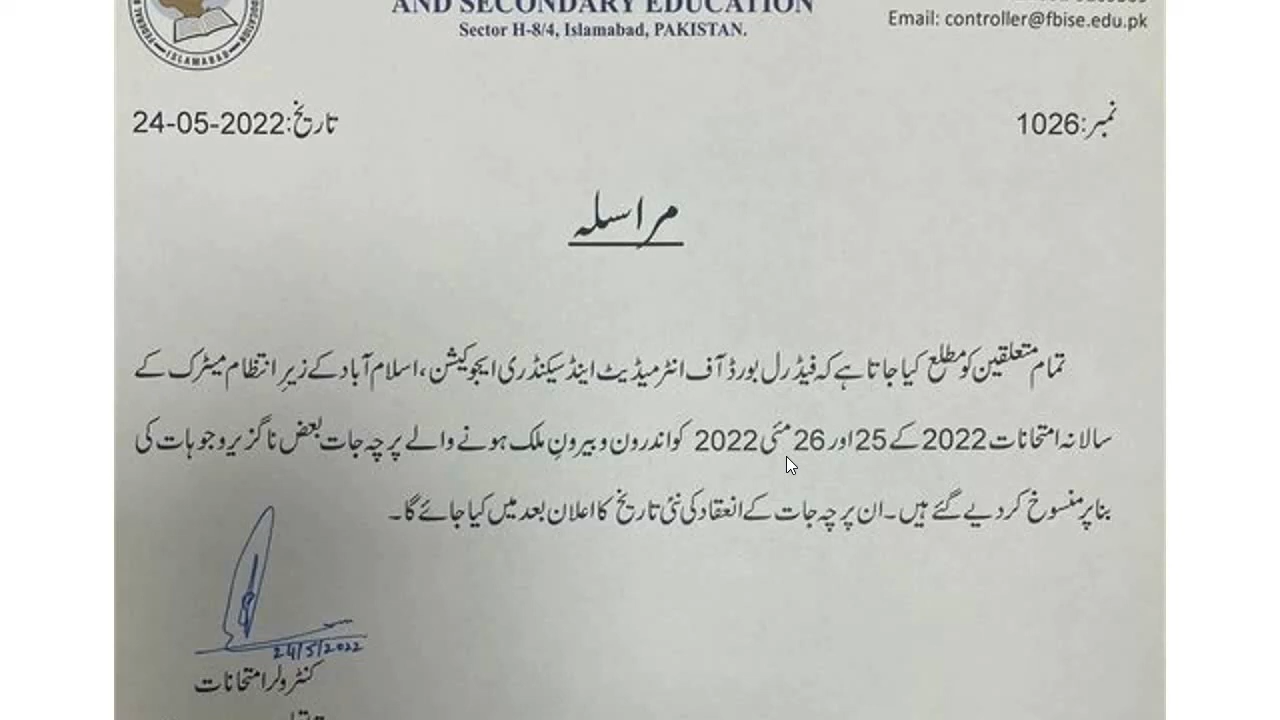 AND SECONDARY EDUCATION
Sector H-8/4, Islamabad, PAKISTAN.
Email: controller@fbise.edu.pk
ISLAMABAD
نمبر:1026
تاریخ:24-05-2022
مراسلہ
تمام متعلقین کو مطلع کیا جاتا ہے کہ فیڈرل بورڈ آف انٹرمیڈیٹ اینڈ سیکنڈری ایجوکیشن، اسلام آباد کے زیرِ انتظام میٹرک کے
سالانہ امتحانات 2022 کے 25 اور 26 مئی 2022 کو اندرون و بیرونِ ملک ہونے والے پرچہ جات بعض ناگزیر وجوہات کی
بنا پر منسوخ کر دیے گئے ہیں۔ ان پرچہ جات کے انعقاد کی نئی تاریخ کا اعلان بعد میں کیا جائے گا۔
24/5/2022
کنٹرولر امتحانات